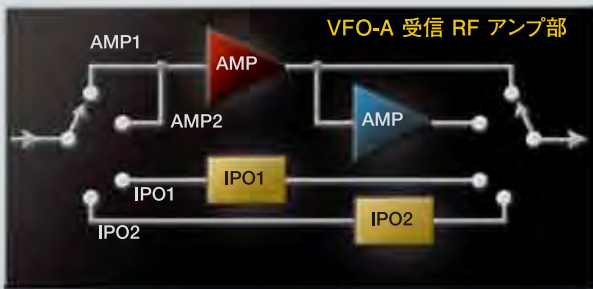 VFO-A 受信 RF アンプ部
AMP1
AMP
AMP2
AMP
IPO1
IPO1
IPO2
IPO2